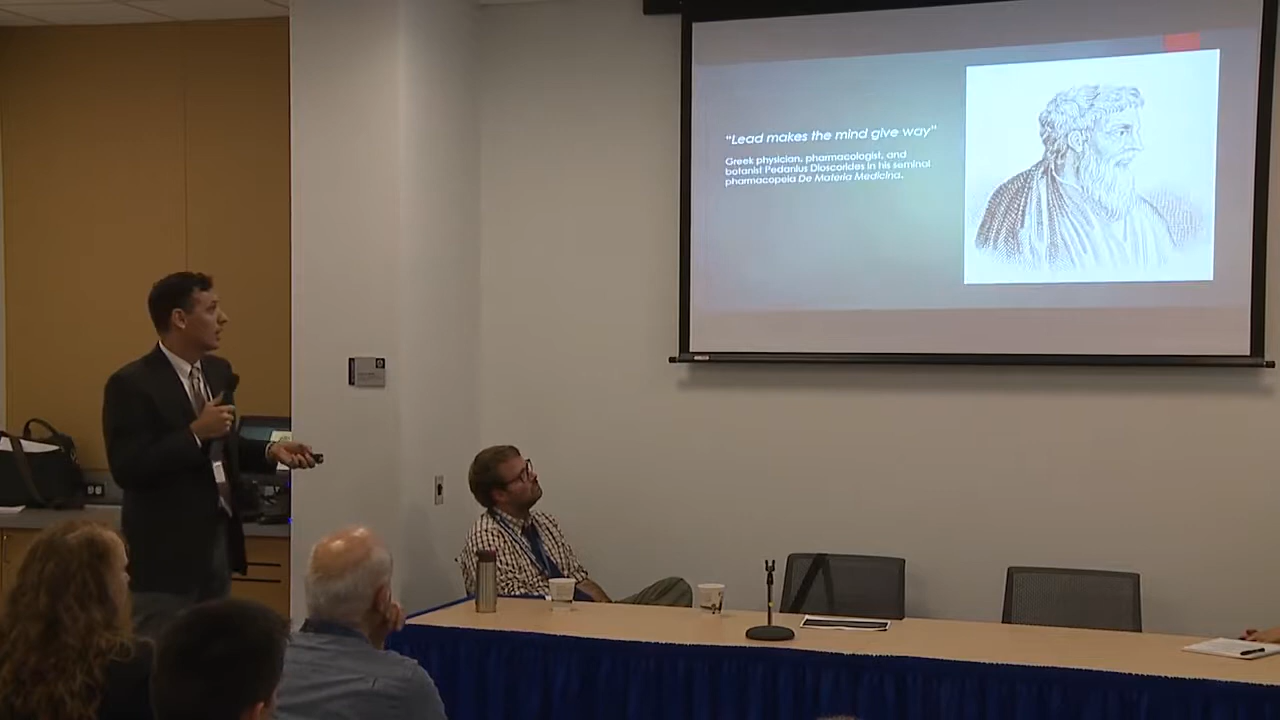 "Lead makes the mind give way"
Greek physician, pharmacologist, and
botanist Pedanius Dioscorides in his seminal
pharmacopeia De Materia Medicina.